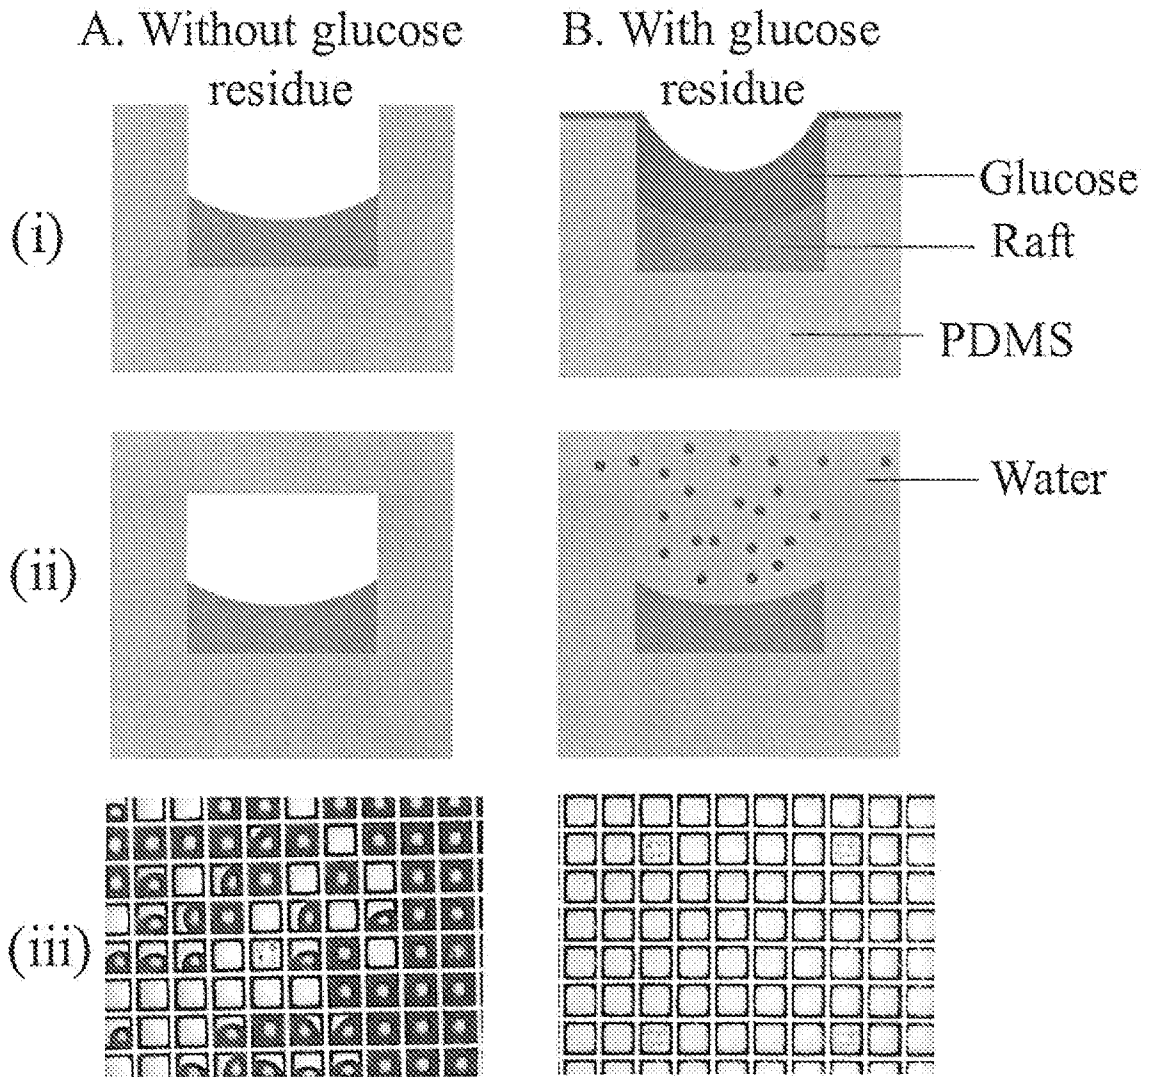 A. Without glucose
residue
B. With glucose
residue
(i)
Glucose
Raft
PDMS
(ii)
Water
(iii)